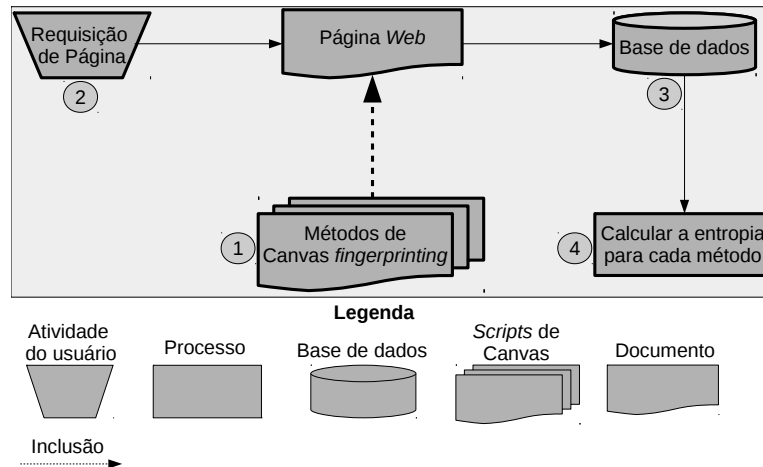 Requisição
de Página
2
Página Web
Base de dados
3
1
Métodos de
Canvas fingerprinting
4
Calcular a entropia
para cada método
Legenda
Atividade
do usuário
Processo
Base de dados
Scripts de
Canvas
Documento
Inclusão